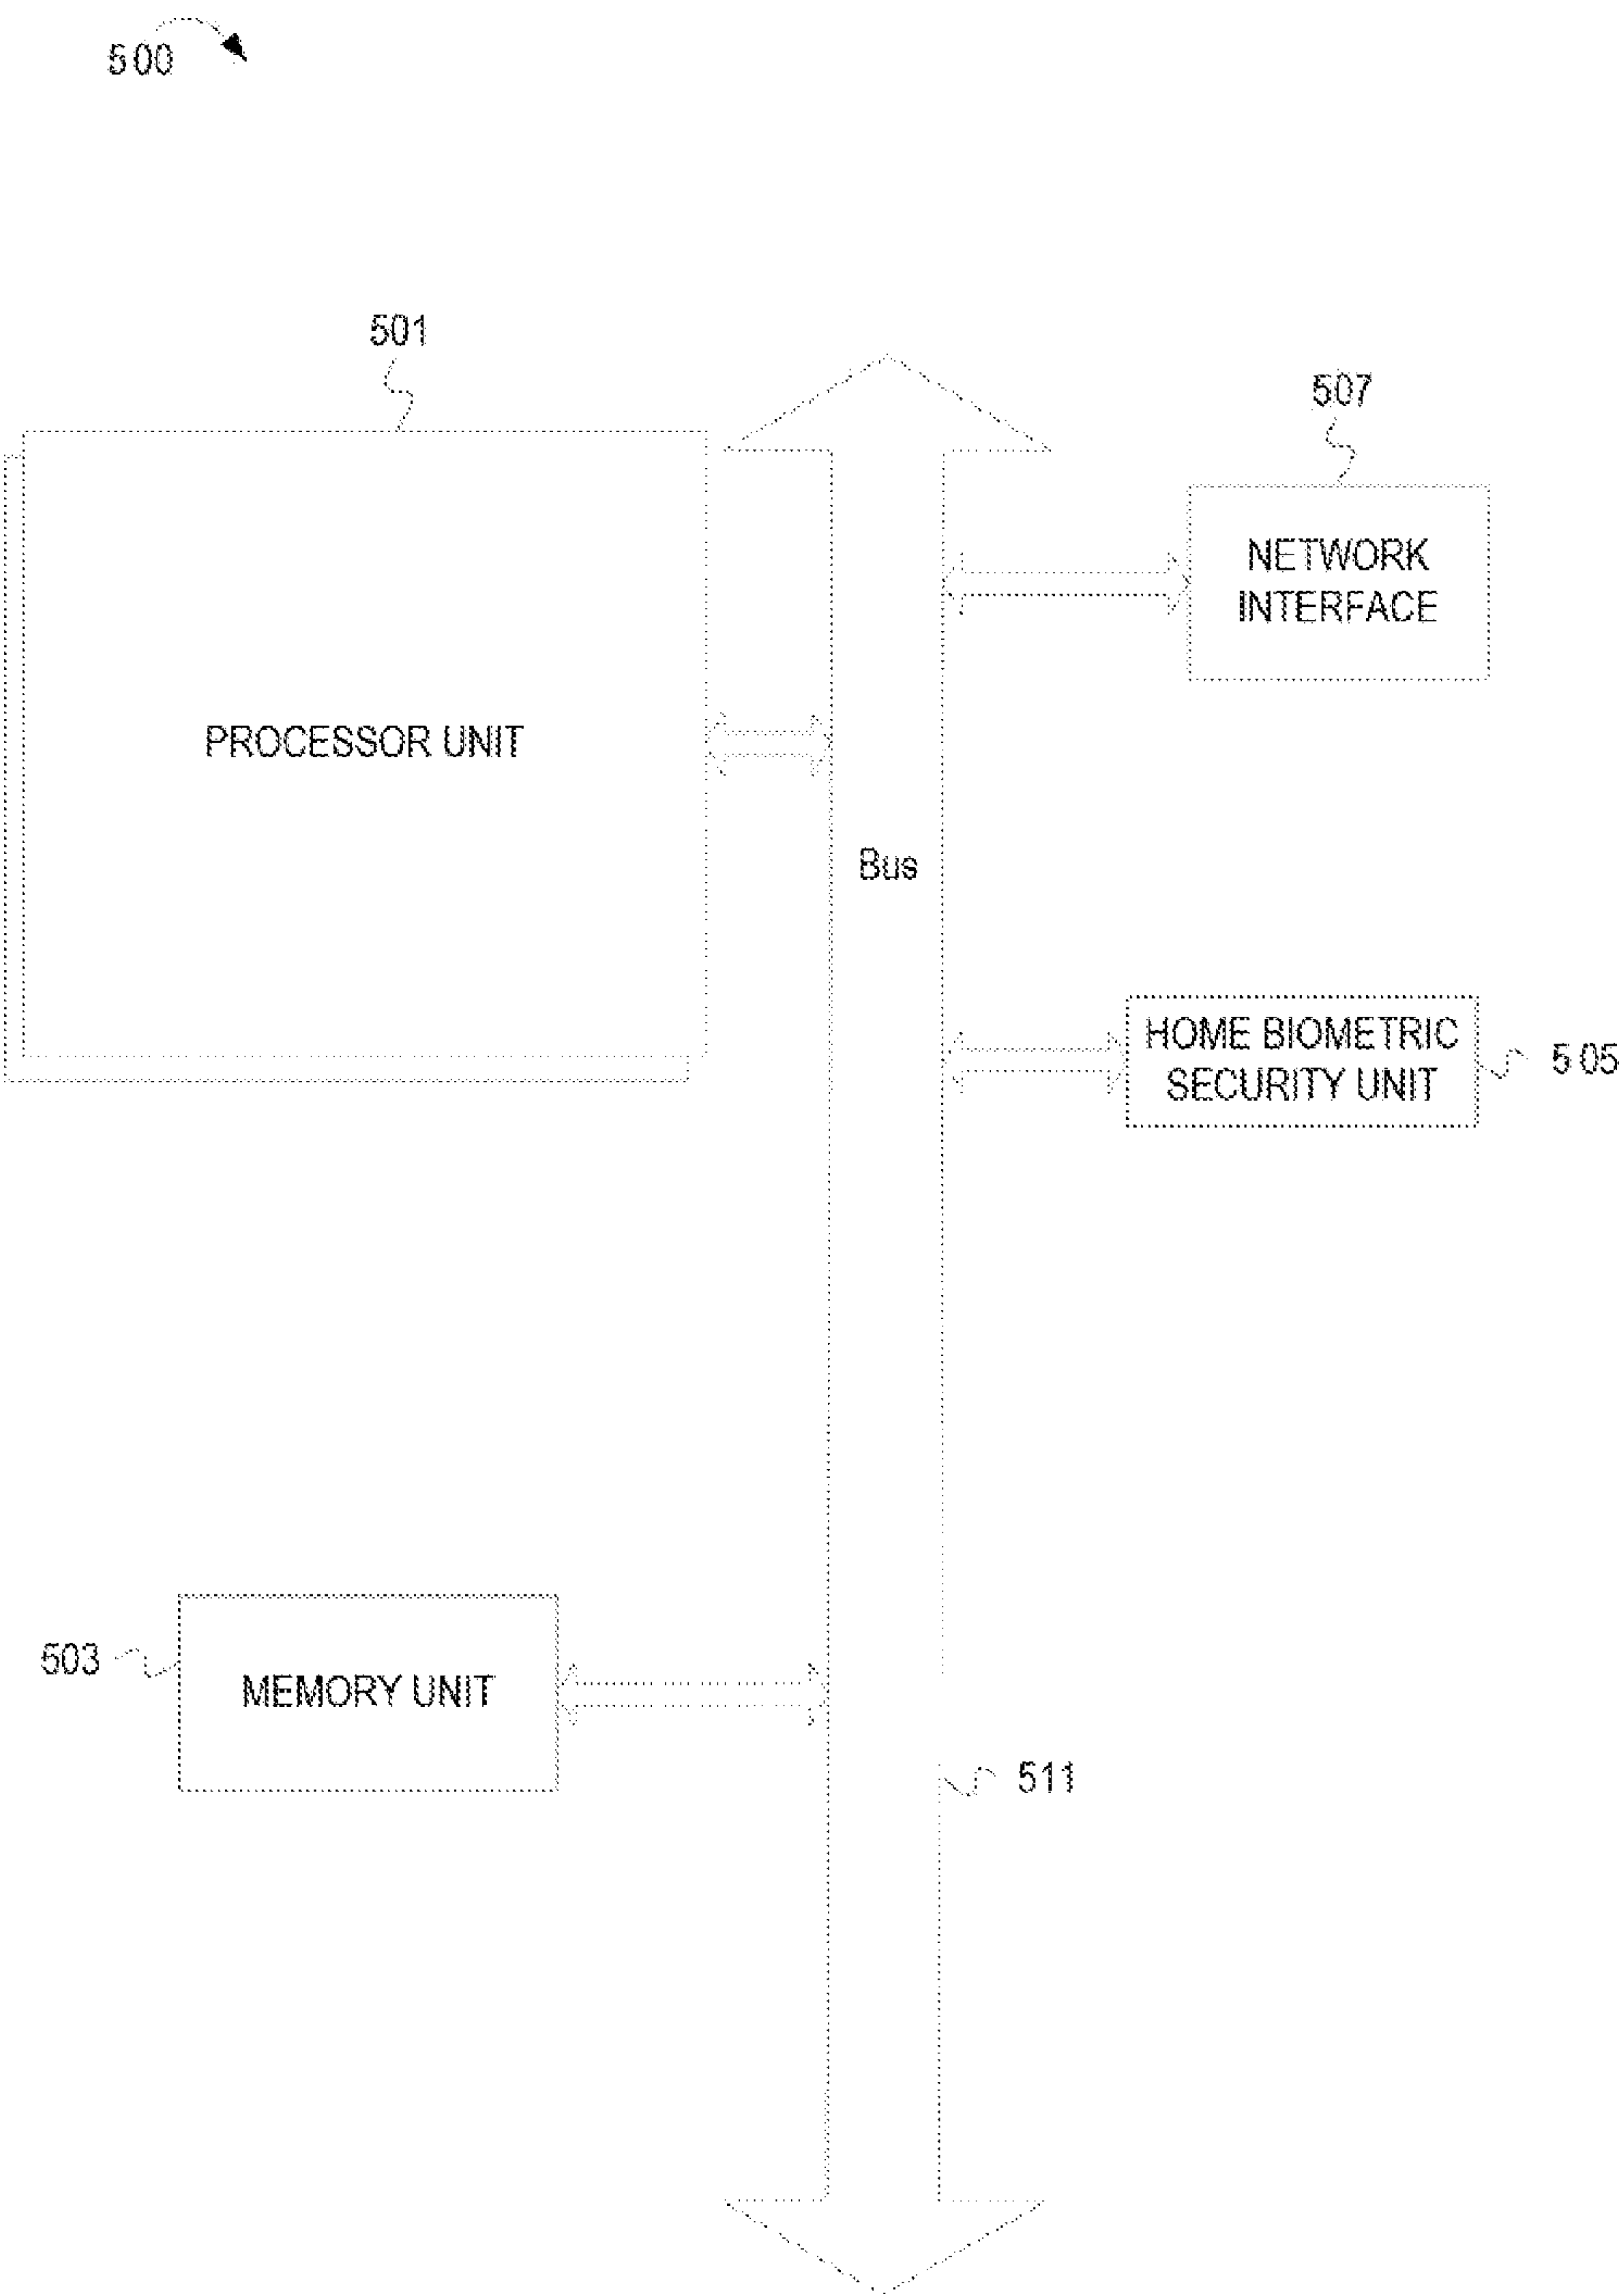 500
501
507
NETWORK
INTERFACE
PROCESSOR UNIT
Bus
HOME BIOMETRIC
SECURITY UNIT
505
503
MEMORY UNIT
511